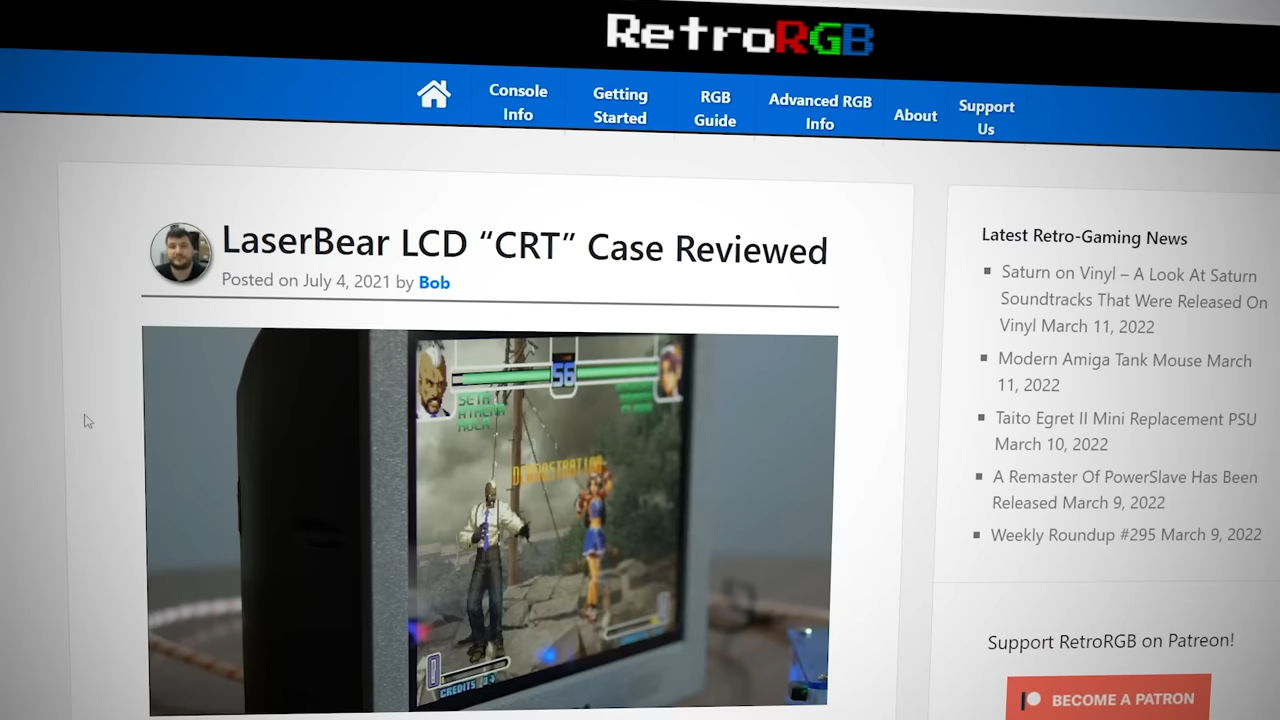 RetroRGB
Console
Info
Getting
Started
RGB
Guide
Advanced RGB
Info
About
Support
Us
LaserBear LCD “CRT” Case Reviewed
Posted on July 4, 2021 by Bob
56
SETH
ATHENA
DEMONSTRATION
CREDITS
Latest Retro-Gaming News
Saturn on Vinyl – A Look At Saturn
Soundtracks That Were Released On
Vinyl March 11, 2022
Modern Amiga Tank Mouse March
11, 2022
Taito Egret II Mini Replacement PSU
March 10, 2022
A Remaster Of PowerSlave Has Been
Released March 9, 2022
Weekly Roundup #295 March 9, 2022
Support RetroRGB on Patreon!
BECOME A PATRON